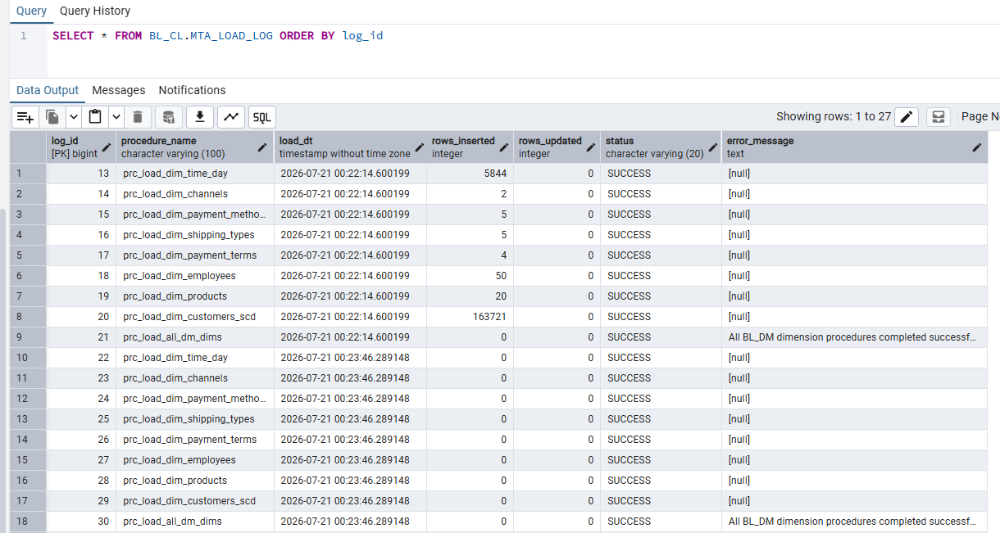 Query Query History
1 SELECT * FROM BL_CL.MTA_LOAD_LOG ORDER BY log_id
Data Output Messages Notifications
SQL Showing rows: 1 to 27 Page N
log_id procedure_name load_dt rows_inserted rows_updated status error_message
[PK] bigint character varying (100) timestamp without time zone integer integer character varying (20) text
1 13 prc_load_dim_time_day 2026-07-21 00:22:14.600199 5844 0 SUCCESS [null]
2 14 prc_load_dim_channels 2026-07-21 00:22:14.600199 2 0 SUCCESS [null]
3 15 prc_load_dim_payment_metho... 2026-07-21 00:22:14.600199 5 0 SUCCESS [null]
4 16 prc_load_dim_shipping_types 2026-07-21 00:22:14.600199 5 0 SUCCESS [null]
5 17 prc_load_dim_payment_terms 2026-07-21 00:22:14.600199 4 0 SUCCESS [null]
6 18 prc_load_dim_employees 2026-07-21 00:22:14.600199 50 0 SUCCESS [null]
7 19 prc_load_dim_products 2026-07-21 00:22:14.600199 20 0 SUCCESS [null]
8 20 prc_load_dim_customers_scd 2026-07-21 00:22:14.600199 163721 0 SUCCESS [null]
9 21 prc_load_all_dm_dims 2026-07-21 00:22:14.600199 0 0 SUCCESS All BL_DM dimension procedures completed successf...
10 22 prc_load_dim_time_day 2026-07-21 00:23:46.289148 0 0 SUCCESS [null]
11 23 prc_load_dim_channels 2026-07-21 00:23:46.289148 0 0 SUCCESS [null]
12 24 prc_load_dim_payment_metho... 2026-07-21 00:23:46.289148 0 0 SUCCESS [null]
13 25 prc_load_dim_shipping_types 2026-07-21 00:23:46.289148 0 0 SUCCESS [null]
14 26 prc_load_dim_payment_terms 2026-07-21 00:23:46.289148 0 0 SUCCESS [null]
15 27 prc_load_dim_employees 2026-07-21 00:23:46.289148 0 0 SUCCESS [null]
16 28 prc_load_dim_products 2026-07-21 00:23:46.289148 0 0 SUCCESS [null]
17 29 prc_load_dim_customers_scd 2026-07-21 00:23:46.289148 0 0 SUCCESS [null]
18 30 prc_load_all_dm_dims 2026-07-21 00:23:46.289148 0 0 SUCCESS All BL_DM dimension procedures completed successf...